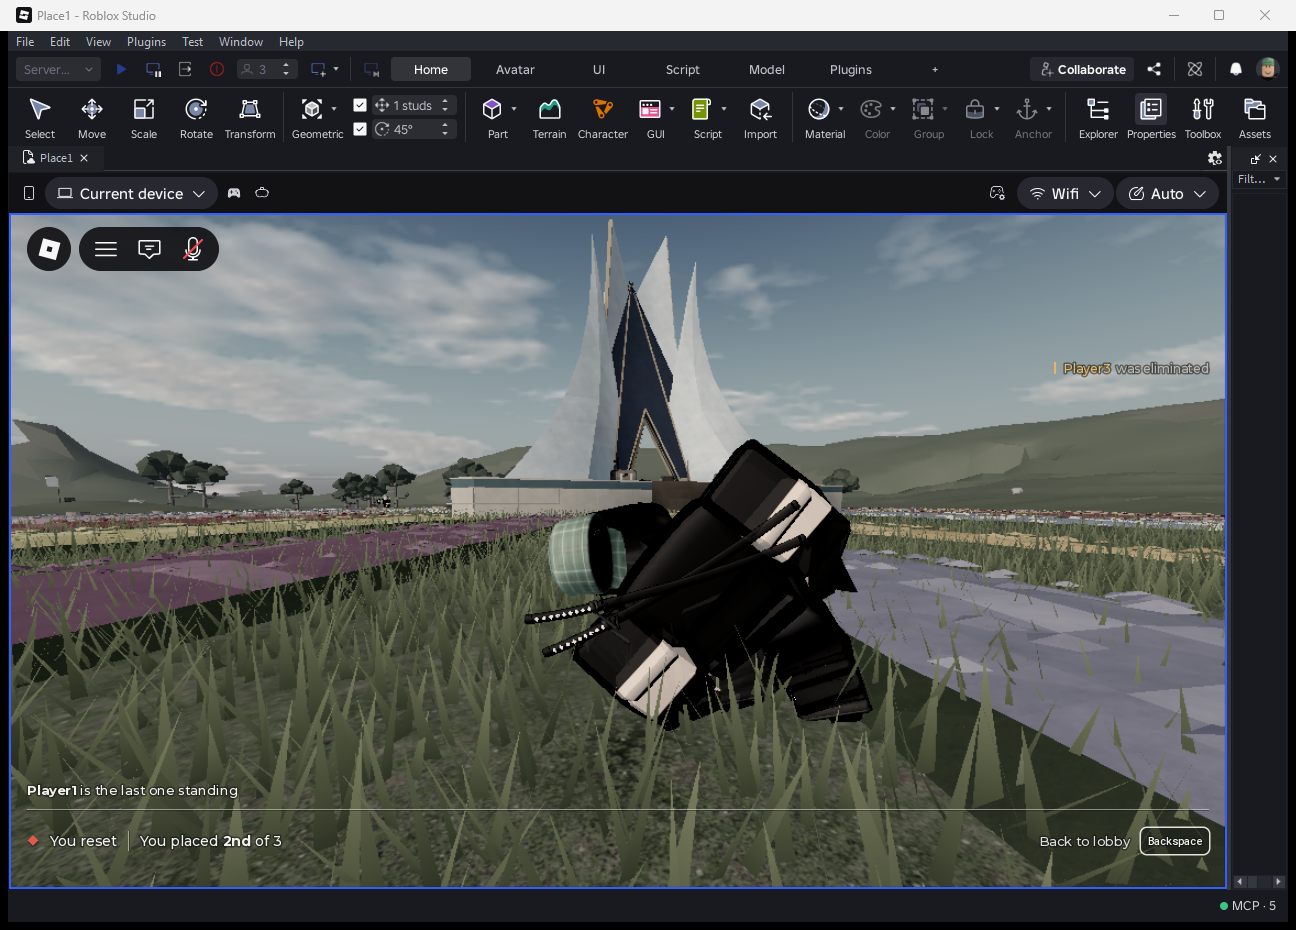 Place1 - Roblox Studio
File Edit View Plugins Test Window Help
Server... 3 Home Avatar UI Script Model Plugins + Collaborate
Select Move Scale Rotate Transform Geometric 1 studs 45° Part Terrain Character GUI Script Import Material Color Group Lock Anchor Explorer Properties Toolbox Assets
Place1
Filt...
Current device Wifi Auto
Player3 was eliminated
Player1 is the last one standing
You reset You placed 2nd of 3 Back to lobby Backspace
MCP · 5